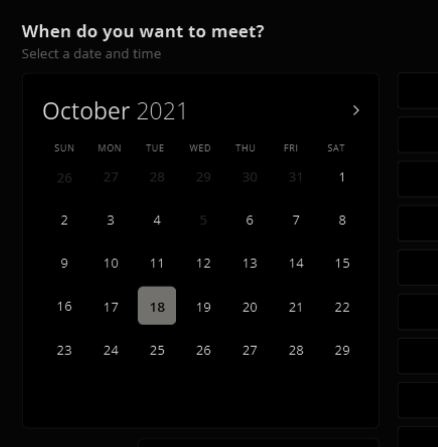 When do you want to meet?
Select a date and time
October 2021
SUN MON TUE WED THU FRI SAT
26 27 28 29 30 31 1
2 3 4 5 6 7 8
9 10 11 12 13 14 15
16 17 18 19 20 21 22
23 24 25 26 27 28 29